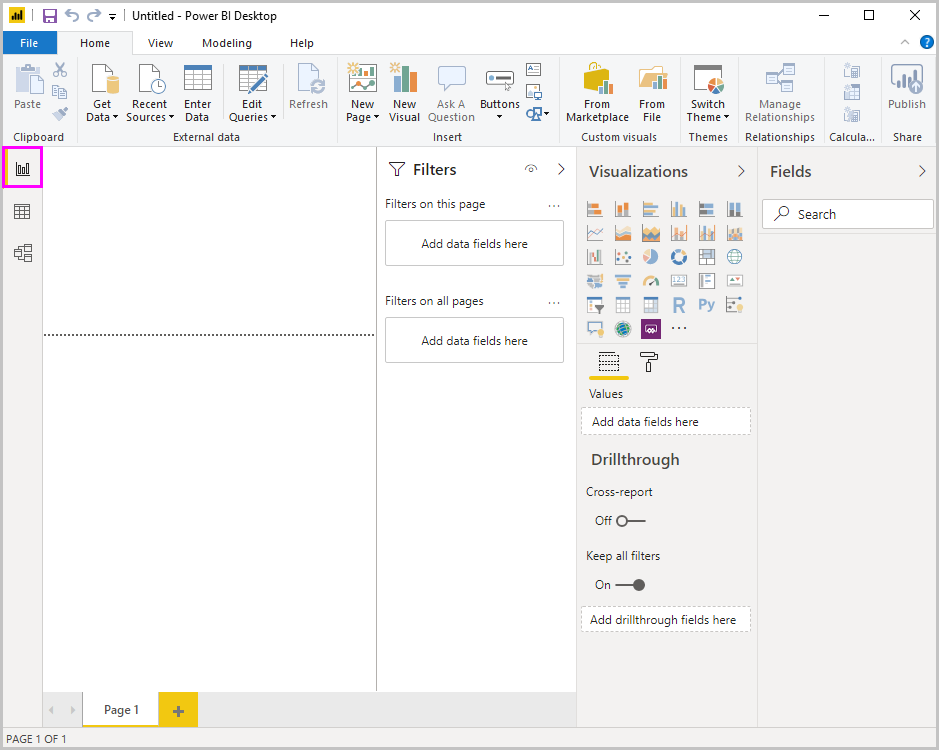 Untitled - Power BI Desktop
File Home View Modeling Help
?
Paste
Get Data
Recent Sources
Enter Data
Edit Queries
Refresh
New Page
New Visual
Ask A Question
Buttons
From Marketplace
From File
Switch Theme
Manage Relationships
Publish
Clipboard External data Insert Custom visuals Themes Relationships Calcula... Share
Filters
Filters on this page ...
Add data fields here
Filters on all pages ...
Add data fields here
Visualizations
123
R Py
...
Values
Add data fields here
Drillthrough
Cross-report
Off
Keep all filters
On
Add drillthrough fields here
Fields
Search
Page 1 +
PAGE 1 OF 1